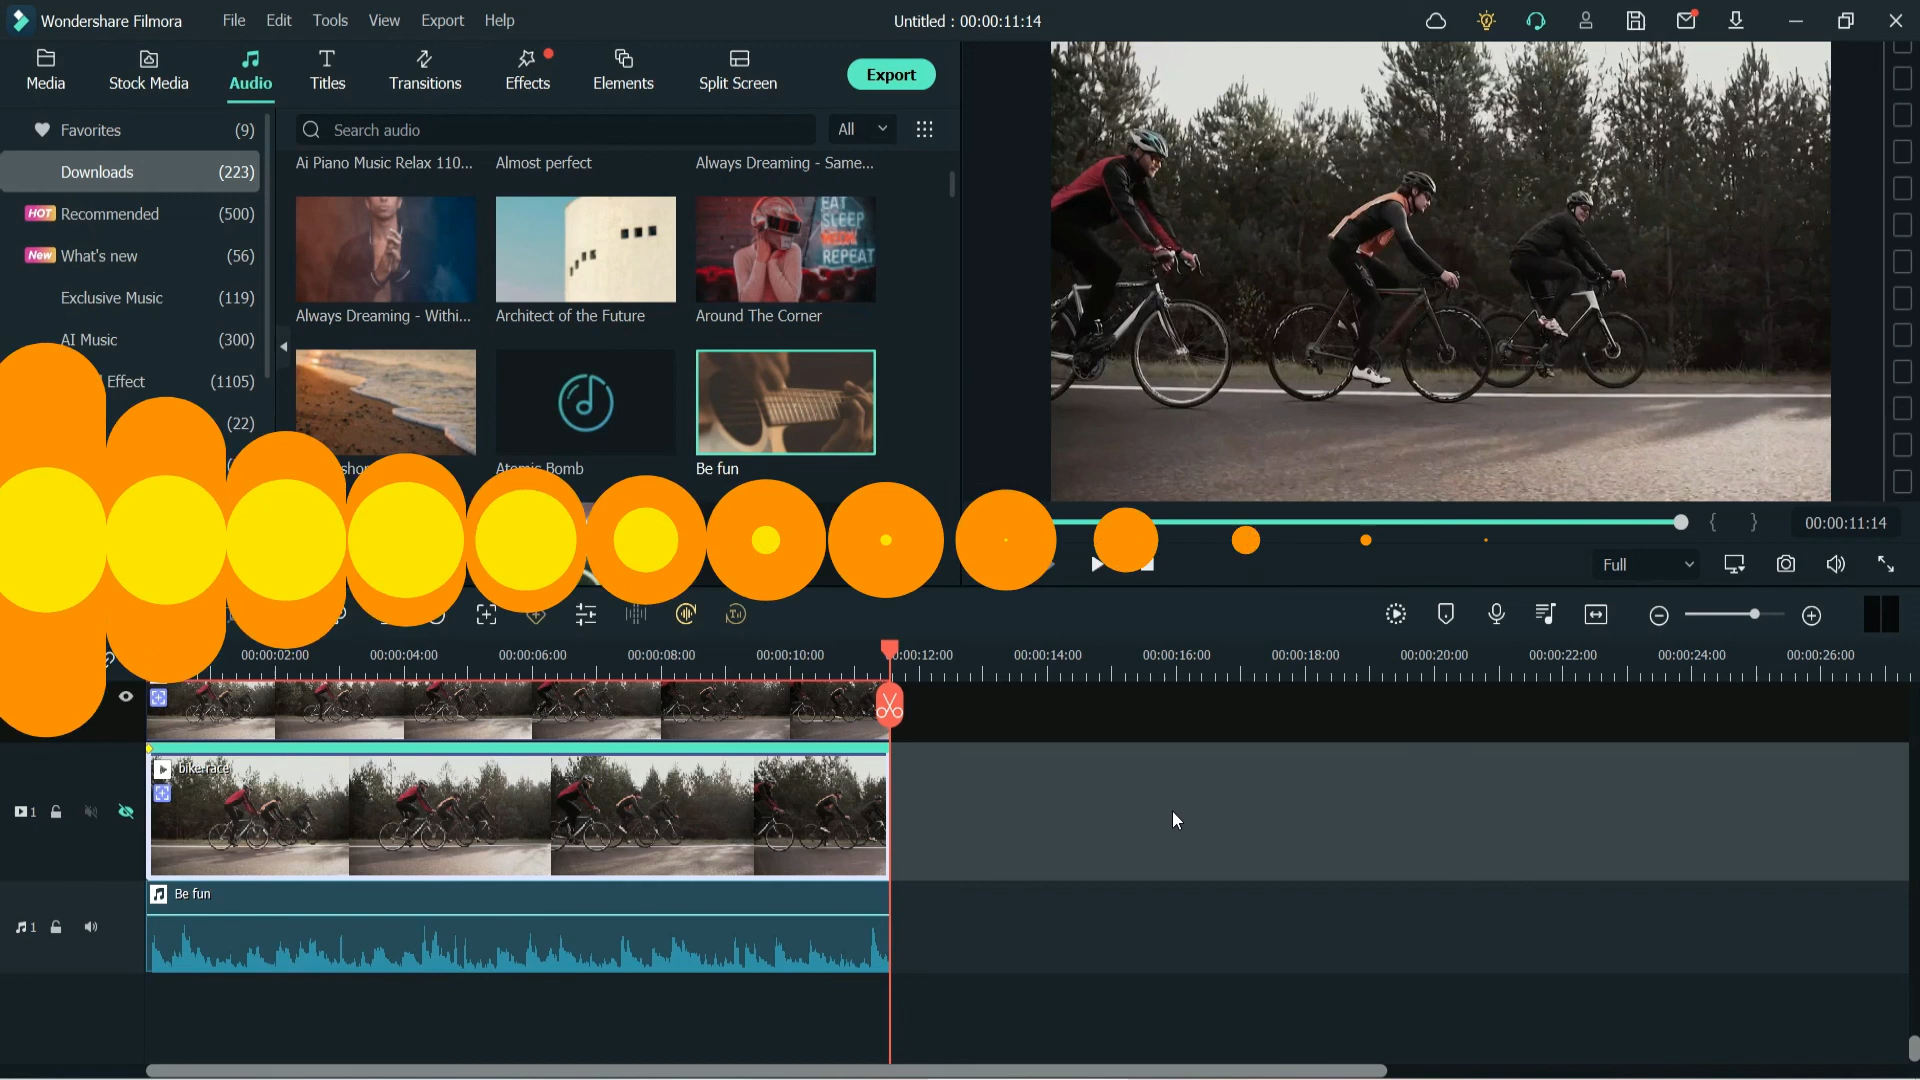 Wondershare Filmora File Edit Tools View Export Help Untitled : 00:00:11:14
Media Stock Media Audio Titles Transitions Effects Elements Split Screen Export
Favorites (9)
Downloads (223)
HOT Recommended (500)
New What's new (56)
Exclusive Music (119)
AI Music (300)
Effect (1105)
(22)
Search audio All
Ai Piano Music Relax 110... Almost perfect Always Dreaming - Same...
EAT
SLEEP
REPEAT
Always Dreaming - Withi... Architect of the Future Around The Corner
Atomic Bomb Be fun
{ } 00:00:11:14
Full
00:00:02:00 00:00:04:00 00:00:06:00 00:00:08:00 00:00:10:00 00:00:12:00 00:00:14:00 00:00:16:00 00:00:18:00 00:00:20:00 00:00:22:00 00:00:24:00 00:00:26:00
bike-race
1
Be fun
1